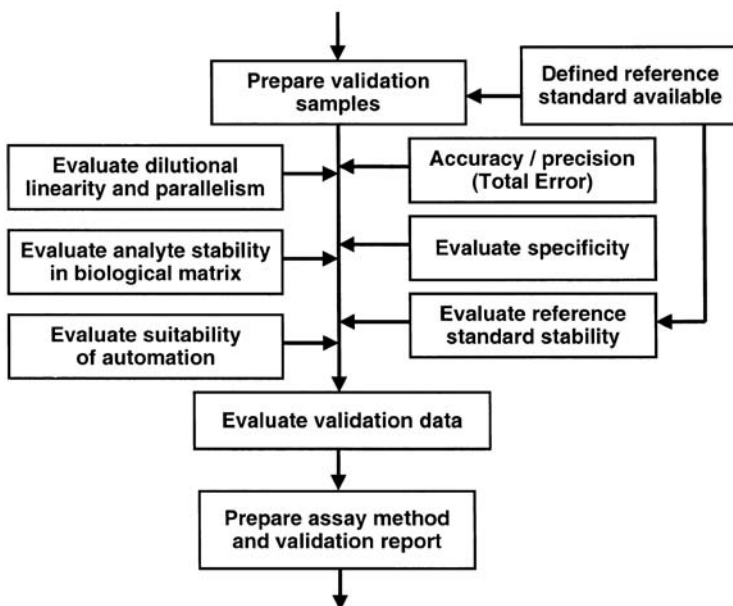 Prepare validation
samples
Defined reference
standard available
Evaluate dilutional
linearity and parallelism
Accuracy / precision
(Total Error)
Evaluate analyte stability
in biological matrix
Evaluate specificity
Evaluate suitability
of automation
Evaluate reference
standard stability
Evaluate validation data
Prepare assay method
and validation report